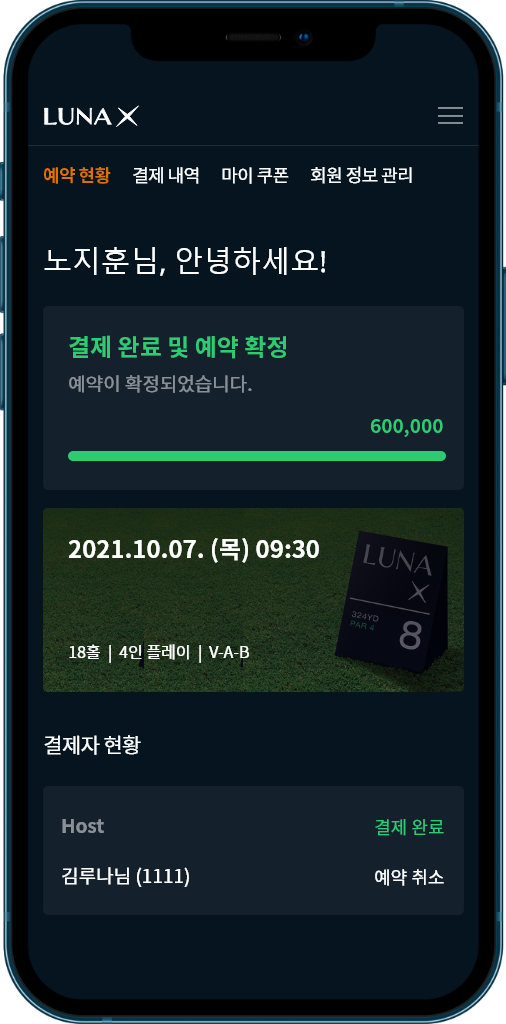 LUNA X
예약 현황 결제 내역 마이 쿠폰 회원 정보 관리
노지훈님, 안녕하세요!
결제 완료 및 예약 확정
예약이 확정되었습니다.
600,000
2021.10.07. (목) 09:30
LUNA
X
324YD
PAR 4
8
18홀 | 4인 플레이 | V-A-B
결제자 현황
Host 결제 완료
김루나님 (1111) 예약 취소